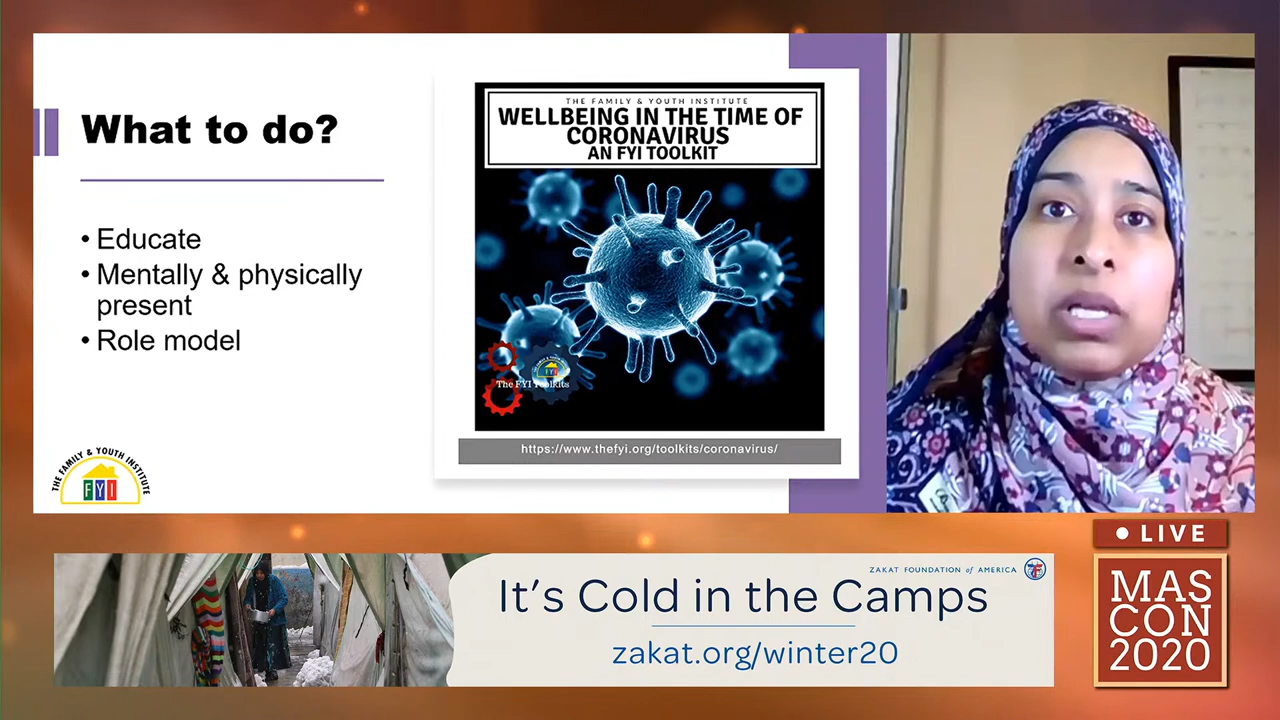 What to do?
• Educate
• Mentally & physically
present
• Role model
THE FAMILY & YOUTH INSTITUTE
FYI
THE FAMILY & YOUTH INSTITUTE
WELLBEING IN THE TIME OF
CORONAVIRUS
AN FYI TOOLKIT
The FYI Toolkits
https://www.thefyi.org/toolkits/coronavirus/
ZAKAT FOUNDATION of AMERICA
It's Cold in the Camps
zakat.org/winter20
LIVE
MAS
CON
2020